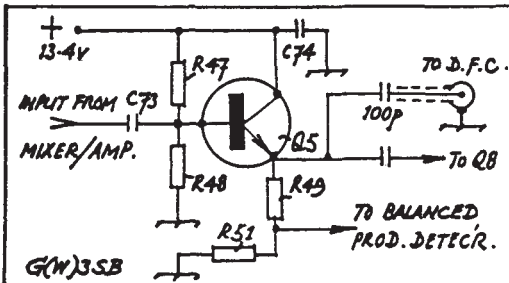 +
13.4V
R47
C74
TO D.F.C.
INPUT FROM
MIXER/AMP.
C73
100p
Q5
TO Q8
R48
R49
TO BALANCED
PROD. DETEC'R.
R51
G(W)3SB